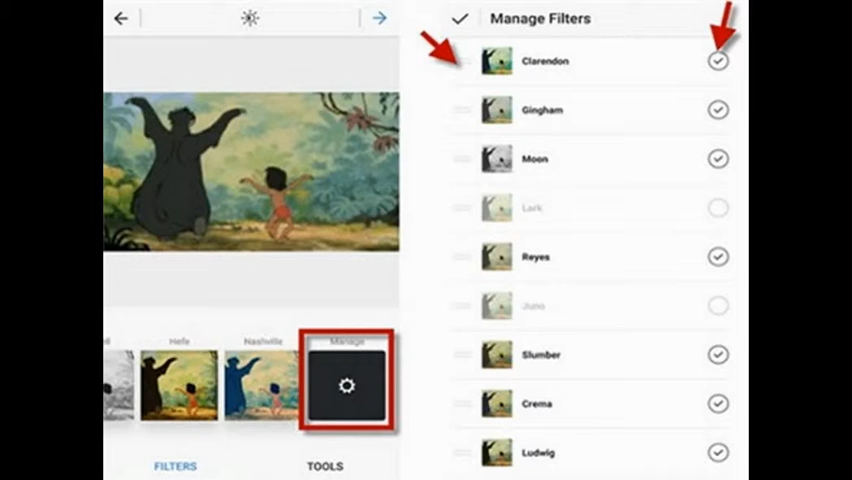 Hefe
Nashville
Manage
FILTERS
TOOLS
Manage Filters
Clarendon
Gingham
Moon
Lark
Reyes
Juno
Slumber
Crema
Ludwig